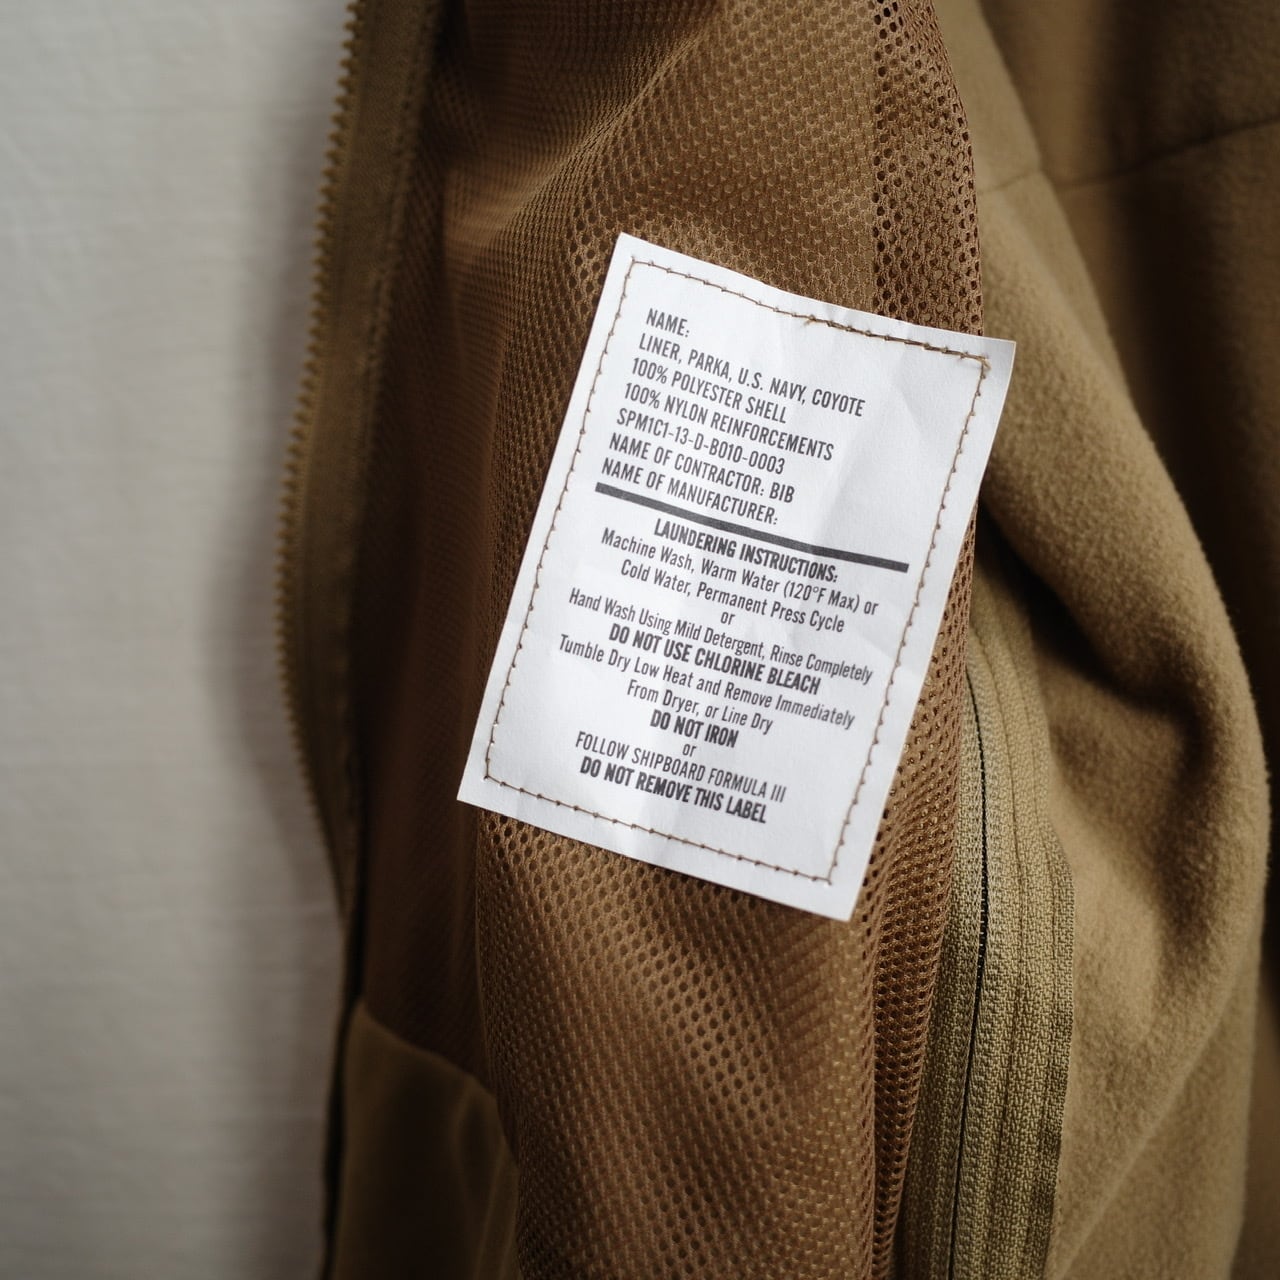 NAME:
LINER, PARKA, U.S. NAVY, COYOTE
100% POLYESTER SHELL
100% NYLON REINFORCEMENTS
SPM1C1-13-D-B010-0003
NAME OF CONTRACTOR: BIB
NAME OF MANUFACTURER:
LAUNDERING INSTRUCTIONS:
Machine Wash, Warm Water (120°F Max) or
Cold Water, Permanent Press Cycle
or
Hand Wash Using Mild Detergent, Rinse Completely
DO NOT USE CHLORINE BLEACH
Tumble Dry Low Heat and Remove Immediately
From Dryer, or Line Dry
DO NOT IRON
or
FOLLOW SHIPBOARD FORMULA III
DO NOT REMOVE THIS LABEL